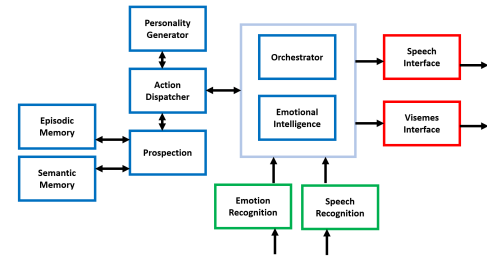 Personality
Generator
Action
Dispatcher
Episodic
Memory
Semantic
Memory
Prospection
Orchestrator
Emotional
Intelligence
Speech
Interface
Visemes
Interface
Emotion
Recognition
Speech
Recognition